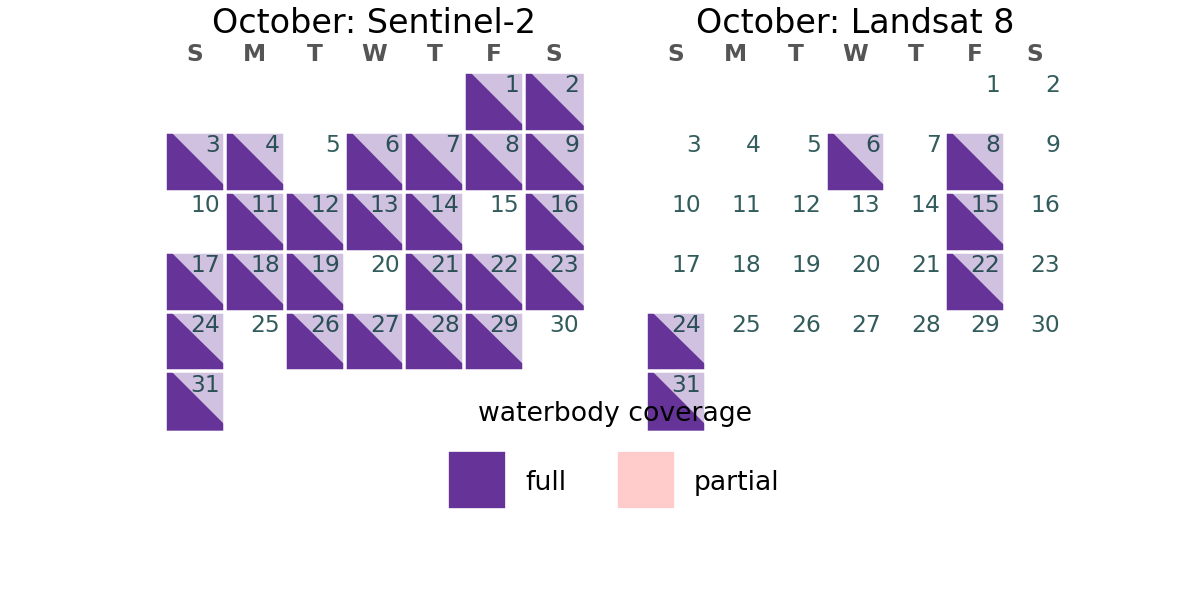 October: Sentinel-2
S M T W T F S
1 2
3 4 5 6 7 8 9
10 11 12 13 14 15 16
17 18 19 20 21 22 23
24 25 26 27 28 29 30
31
October: Landsat 8
S M T W T F S
1 2
3 4 5 6 7 8 9
10 11 12 13 14 15 16
17 18 19 20 21 22 23
24 25 26 27 28 29 30
31
waterbody coverage
full partial